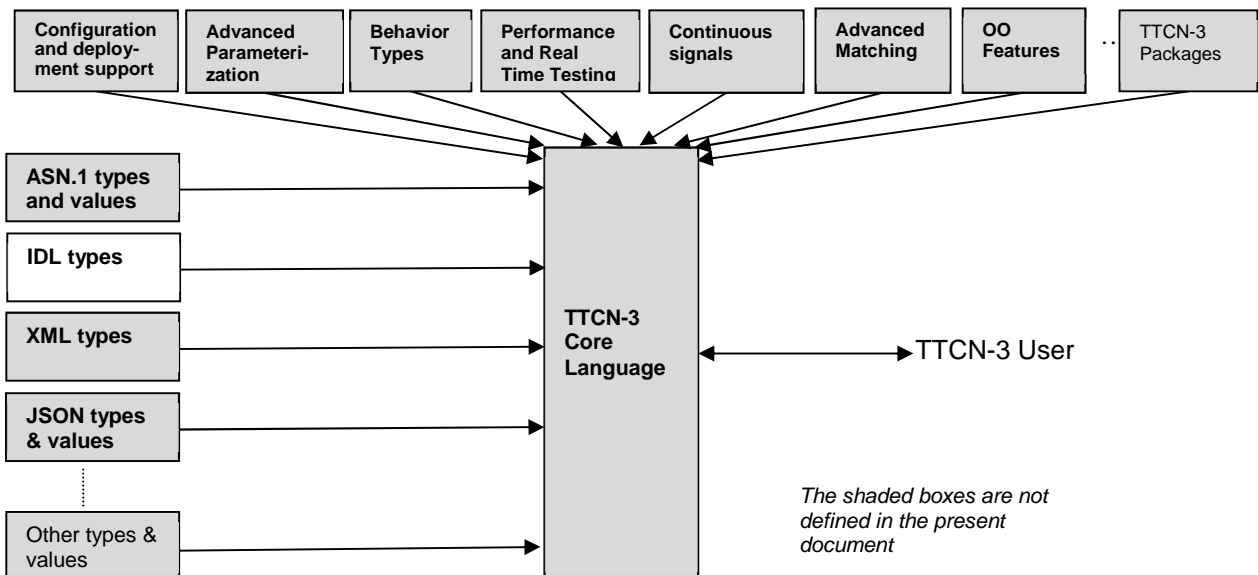 Configuration
and deploy-
ment support
Advanced
Parameteri-
zation
Behavior
Types
Performance
and Real
Time Testing
Continuous
signals
Advanced
Matching
OO
Features
..
TTCN-3
Packages
ASN.1 types
and values
IDL types
XML types
JSON types
& values
Other types &
values
TTCN-3
Core
Language
TTCN-3 User
The shaded boxes are not
defined in the present
document